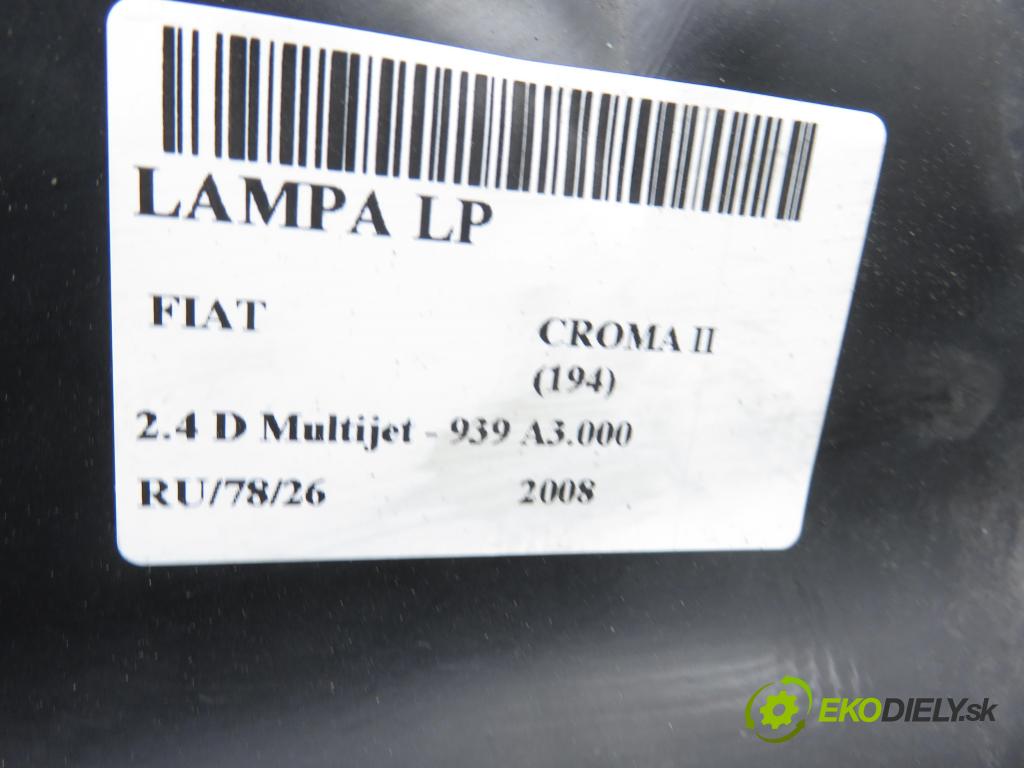 LAMPA LP
FIAT
CROMA II
(194)
2.4 D Multijet - 939 A3.000
RU/78/26 2008
EKODIELY.sk